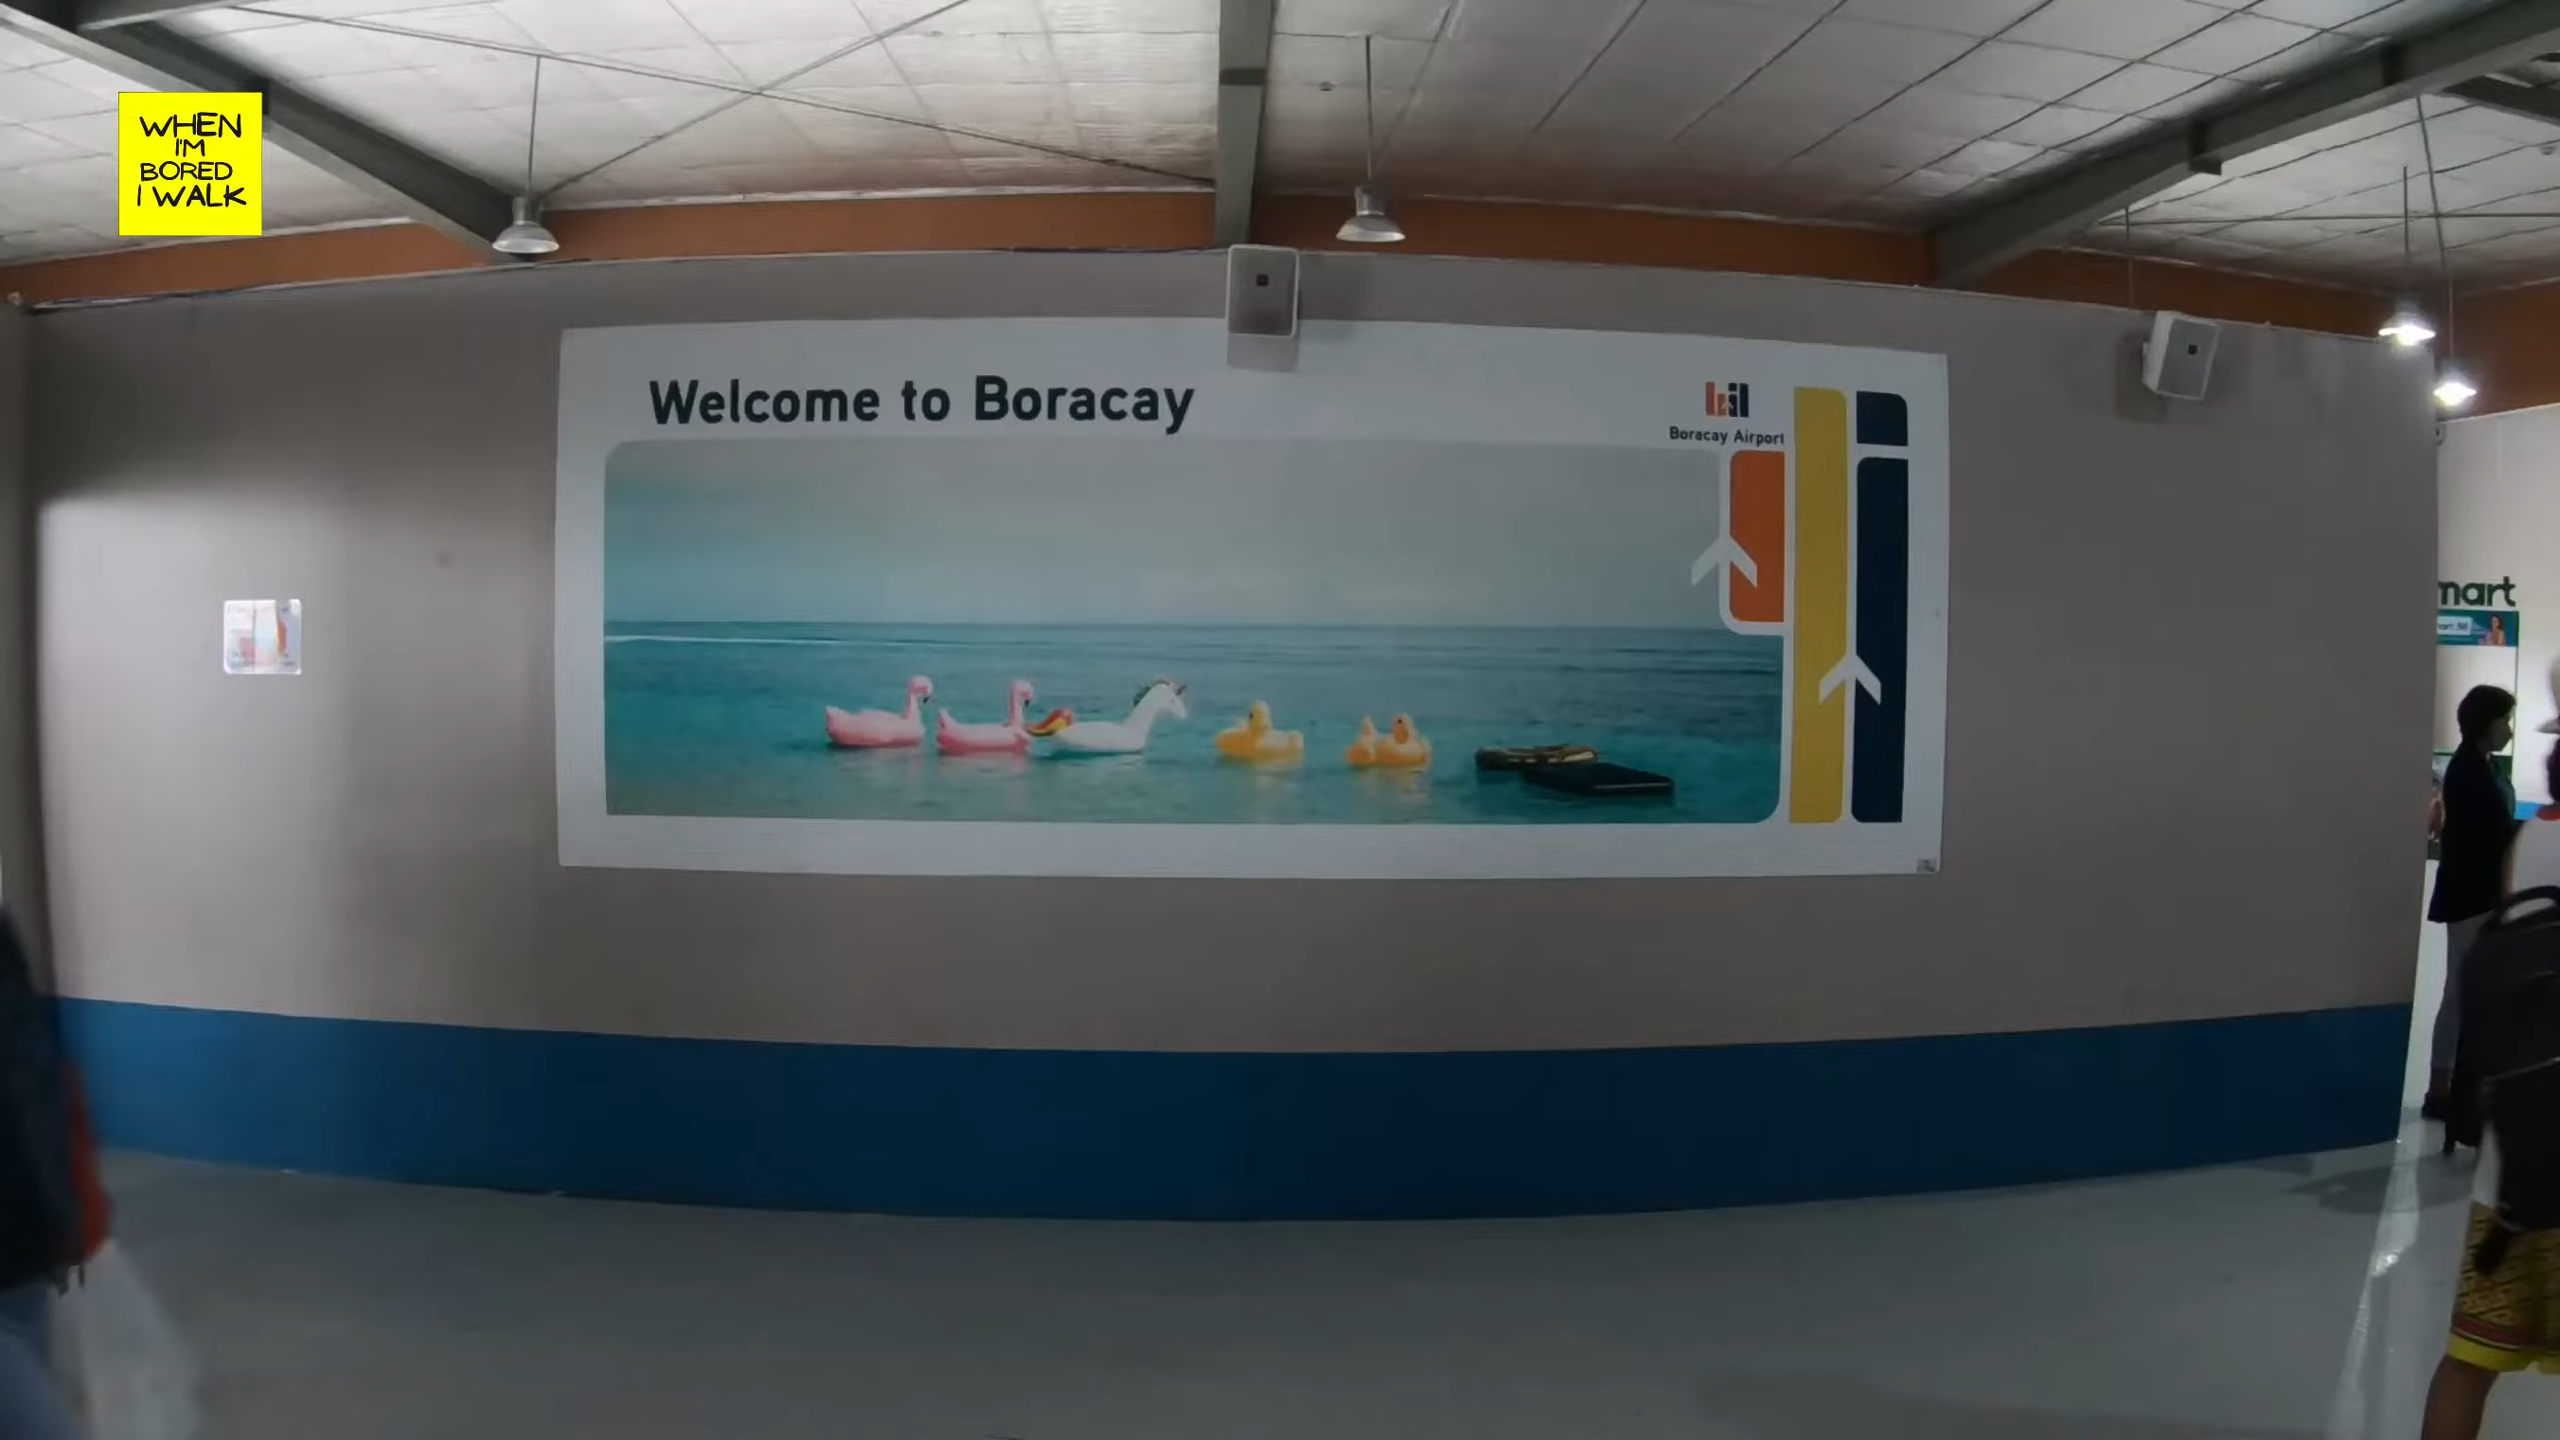 WHEN
I'M
BORED
I WALK
Welcome to Boracay
Boracay Airport
mart